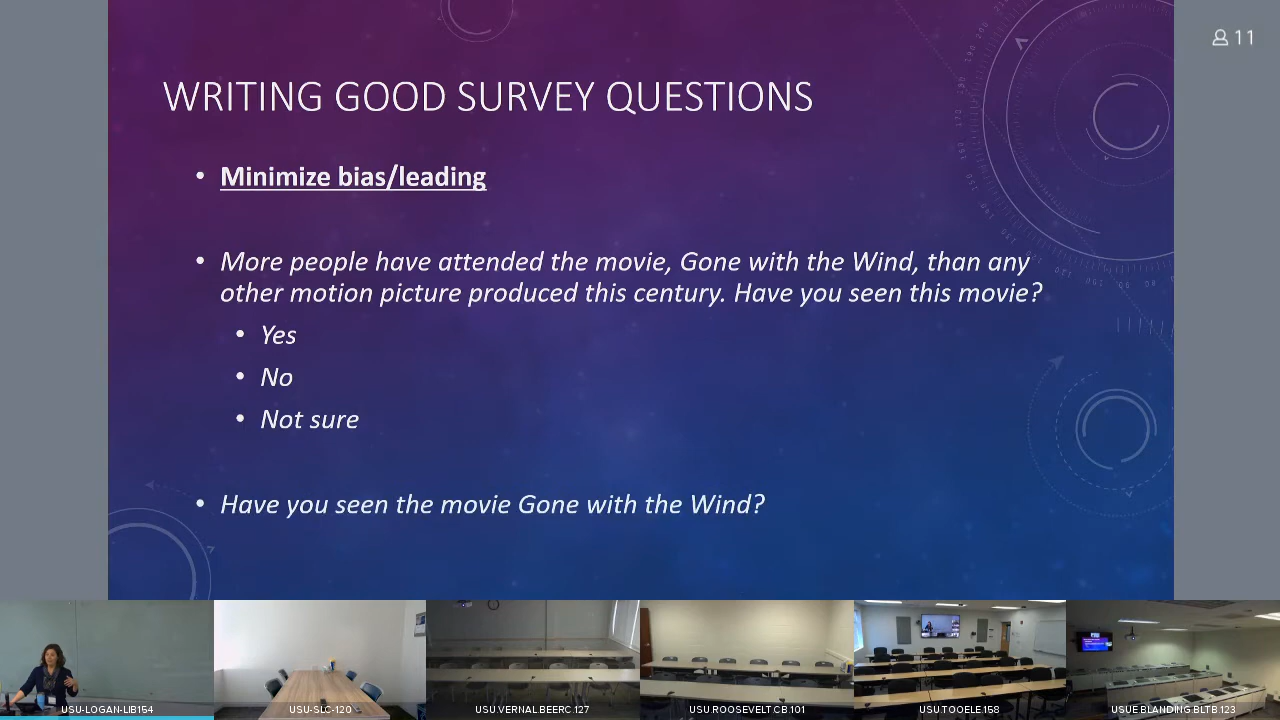 11
WRITING GOOD SURVEY QUESTIONS
• Minimize bias/leading
• More people have attended the movie, Gone with the Wind, than any
other motion picture produced this century. Have you seen this movie?
• Yes
• No
• Not sure
• Have you seen the movie Gone with the Wind?
USU-LOGAN-LIB154
USU-SLC-120
USU.VERNAL.BEERC.127
USU.ROOSEVELT.CB.101
USU.TOOELE.158
USUE BLANDING.BLTB.123